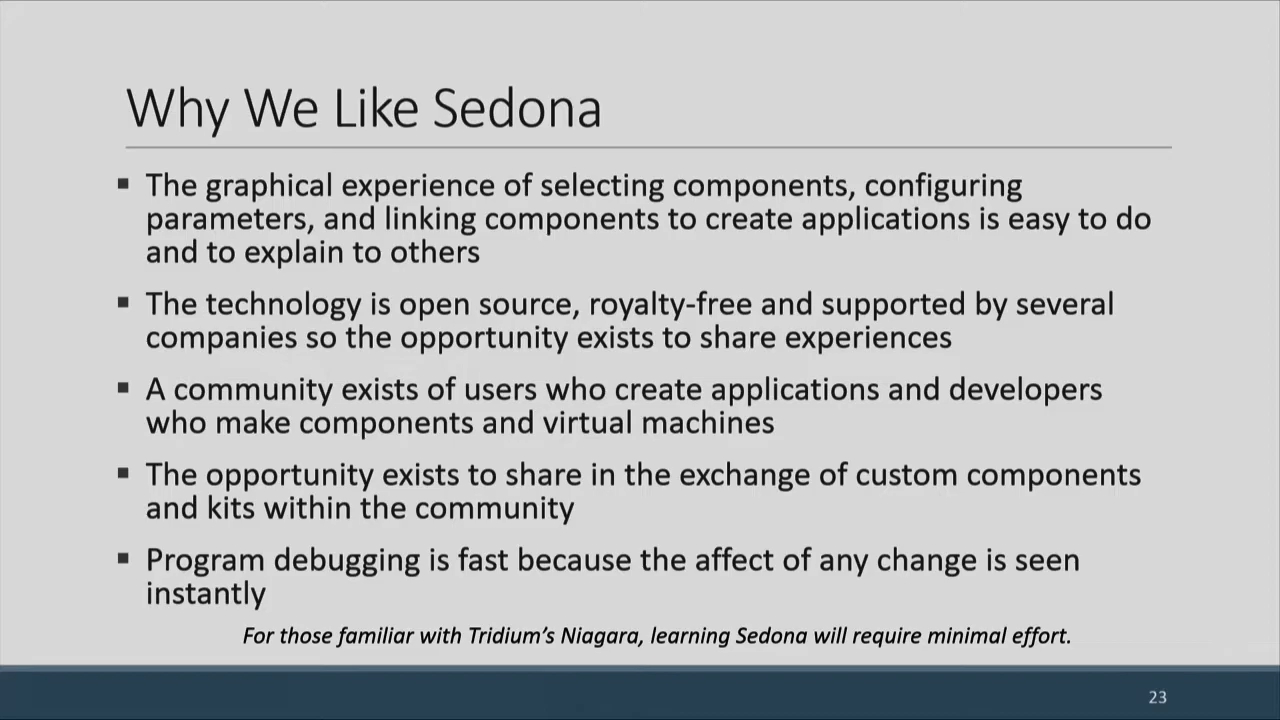 Why We Like Sedona
▪ The graphical experience of selecting components, configuring
parameters, and linking components to create applications is easy to do
and to explain to others
▪ The technology is open source, royalty-free and supported by several
companies so the opportunity exists to share experiences
▪ A community exists of users who create applications and developers
who make components and virtual machines
▪ The opportunity exists to share in the exchange of custom components
and kits within the community
▪ Program debugging is fast because the affect of any change is seen
instantly
For those familiar with Tridium’s Niagara, learning Sedona will require minimal effort.
23